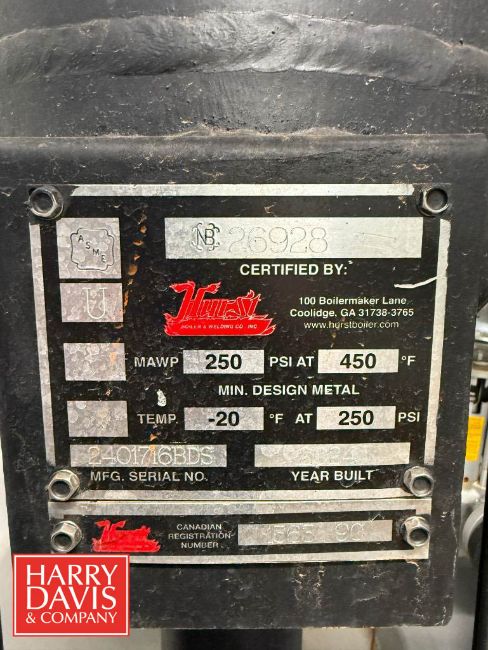 ASME
NB 26928
U
CERTIFIED BY:
Hurst
BOILER & WELDING CO. INC.
100 Boilermaker Lane
Coolidge, GA 31738-3765
www.hurstboiler.com
MAWP 250 PSI AT 450 °F
MIN. DESIGN METAL
TEMP. -20 °F AT 250 PSI
2401716BDS
MFG. SERIAL NO. YEAR BUILT
Hurst
CANADIAN
REGISTRATION
NUMBER
HARRY
DAVIS
& COMPANY